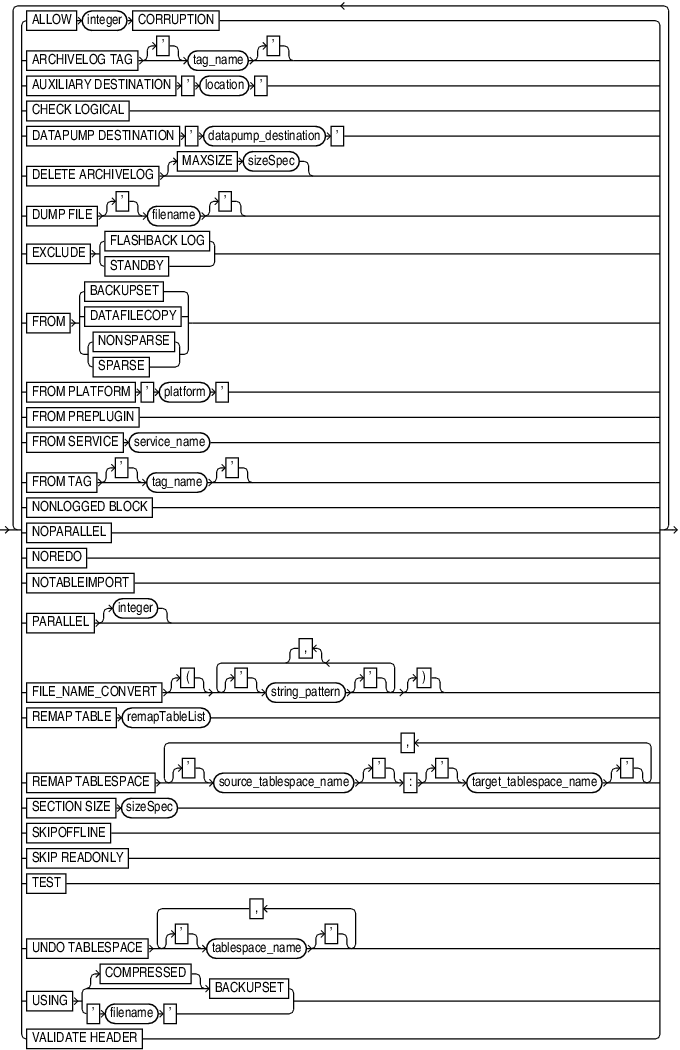 ALLOW integer CORRUPTION
ARCHIVELOG TAG ' tag_name '
AUXILIARY DESTINATION ' location '
CHECK LOGICAL
DATAPUMP DESTINATION ' datapump_destination '
DELETE ARCHIVELOG MAXSIZE sizeSpec
DUMP FILE ' filename '
EXCLUDE FLASHBACK LOG
STANDBY
FROM BACKUPSET
DATAFILECOPY
NONSPARSE
SPARSE
FROM PLATFORM ' platform '
FROM PREPLUGIN
FROM SERVICE service_name
FROM TAG ' tag_name '
NONLOGGED BLOCK
NOPARALLEL
NOREDO
NOTABLEIMPORT
PARALLEL integer
,
FILE_NAME_CONVERT ( ' string_pattern ' )
REMAP TABLE remapTableList
,
REMAP TABLESPACE ' source_tablespace_name ' : ' target_tablespace_name '
SECTION SIZE sizeSpec
SKIPOFFLINE
SKIP READONLY
TEST
,
UNDO TABLESPACE ' tablespace_name '
COMPRESSED
USING BACKUPSET
' filename '
VALIDATE HEADER